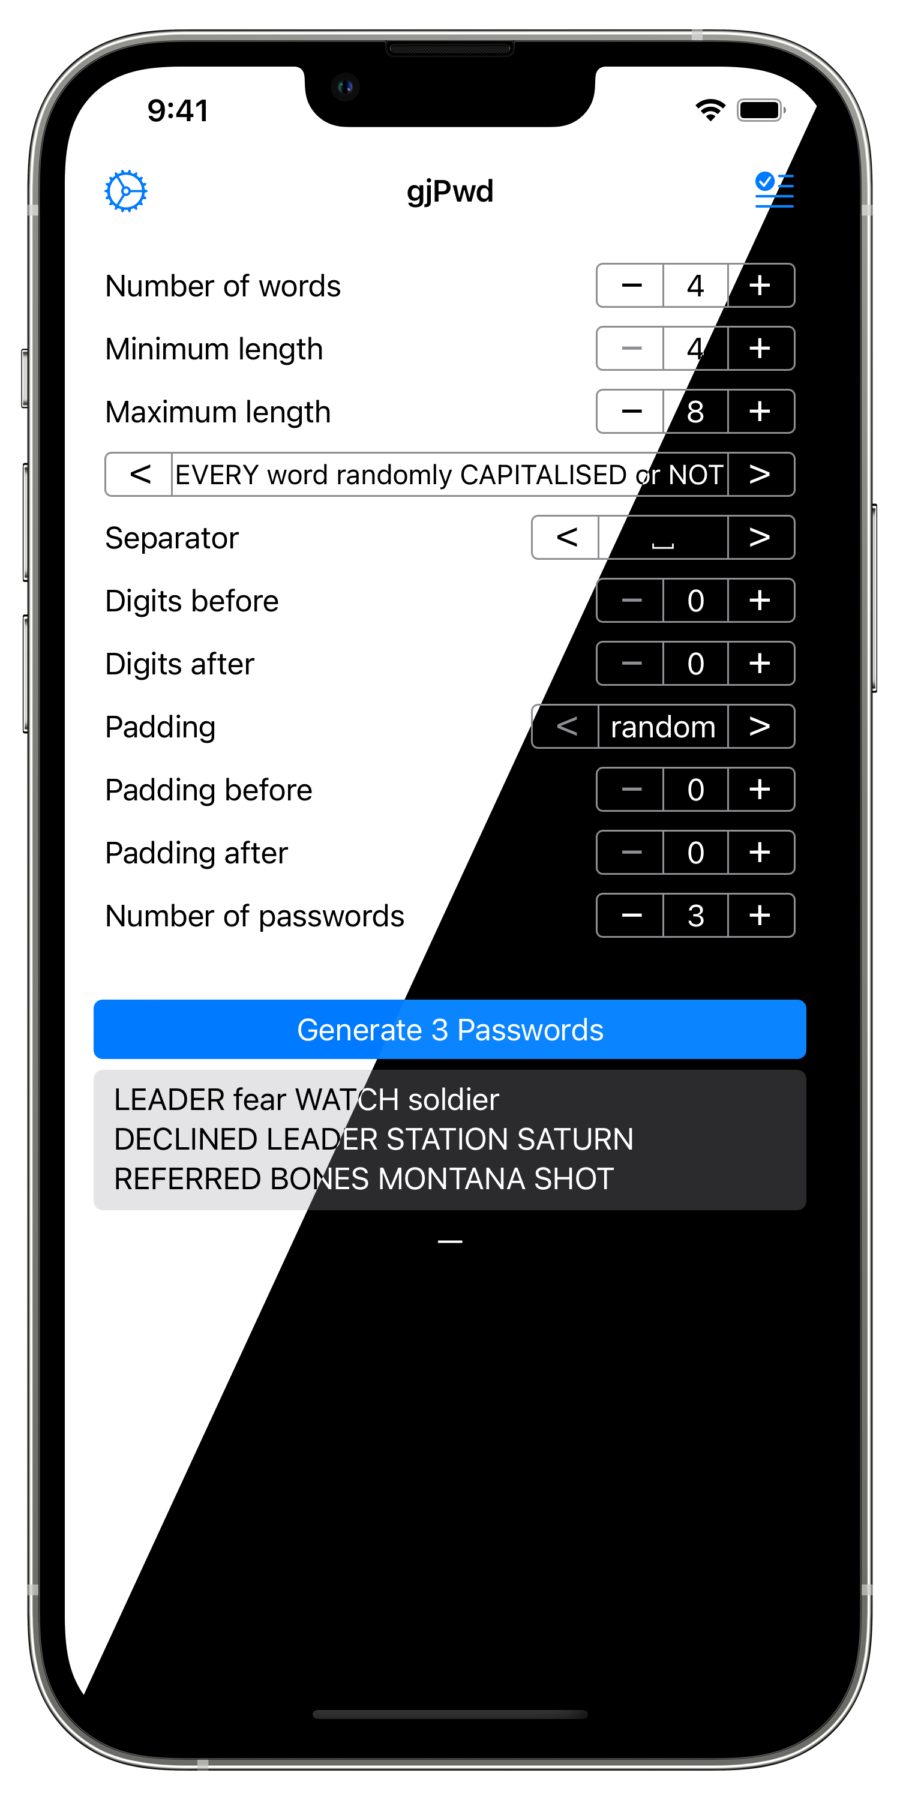 9:41
gjPwd
Number of words − 4 +
Minimum length − 4 +
Maximum length − 8 +
< EVERY word randomly CAPITALISED or NOT >
Separator < ⎵ >
Digits before − 0 +
Digits after − 0 +
Padding < random >
Padding before − 0 +
Padding after − 0 +
Number of passwords − 3 +
Generate 3 Passwords
LEADER fear WATCH soldier
DECLINED LEADER STATION SATURN
REFERRED BONES MONTANA SHOT
—